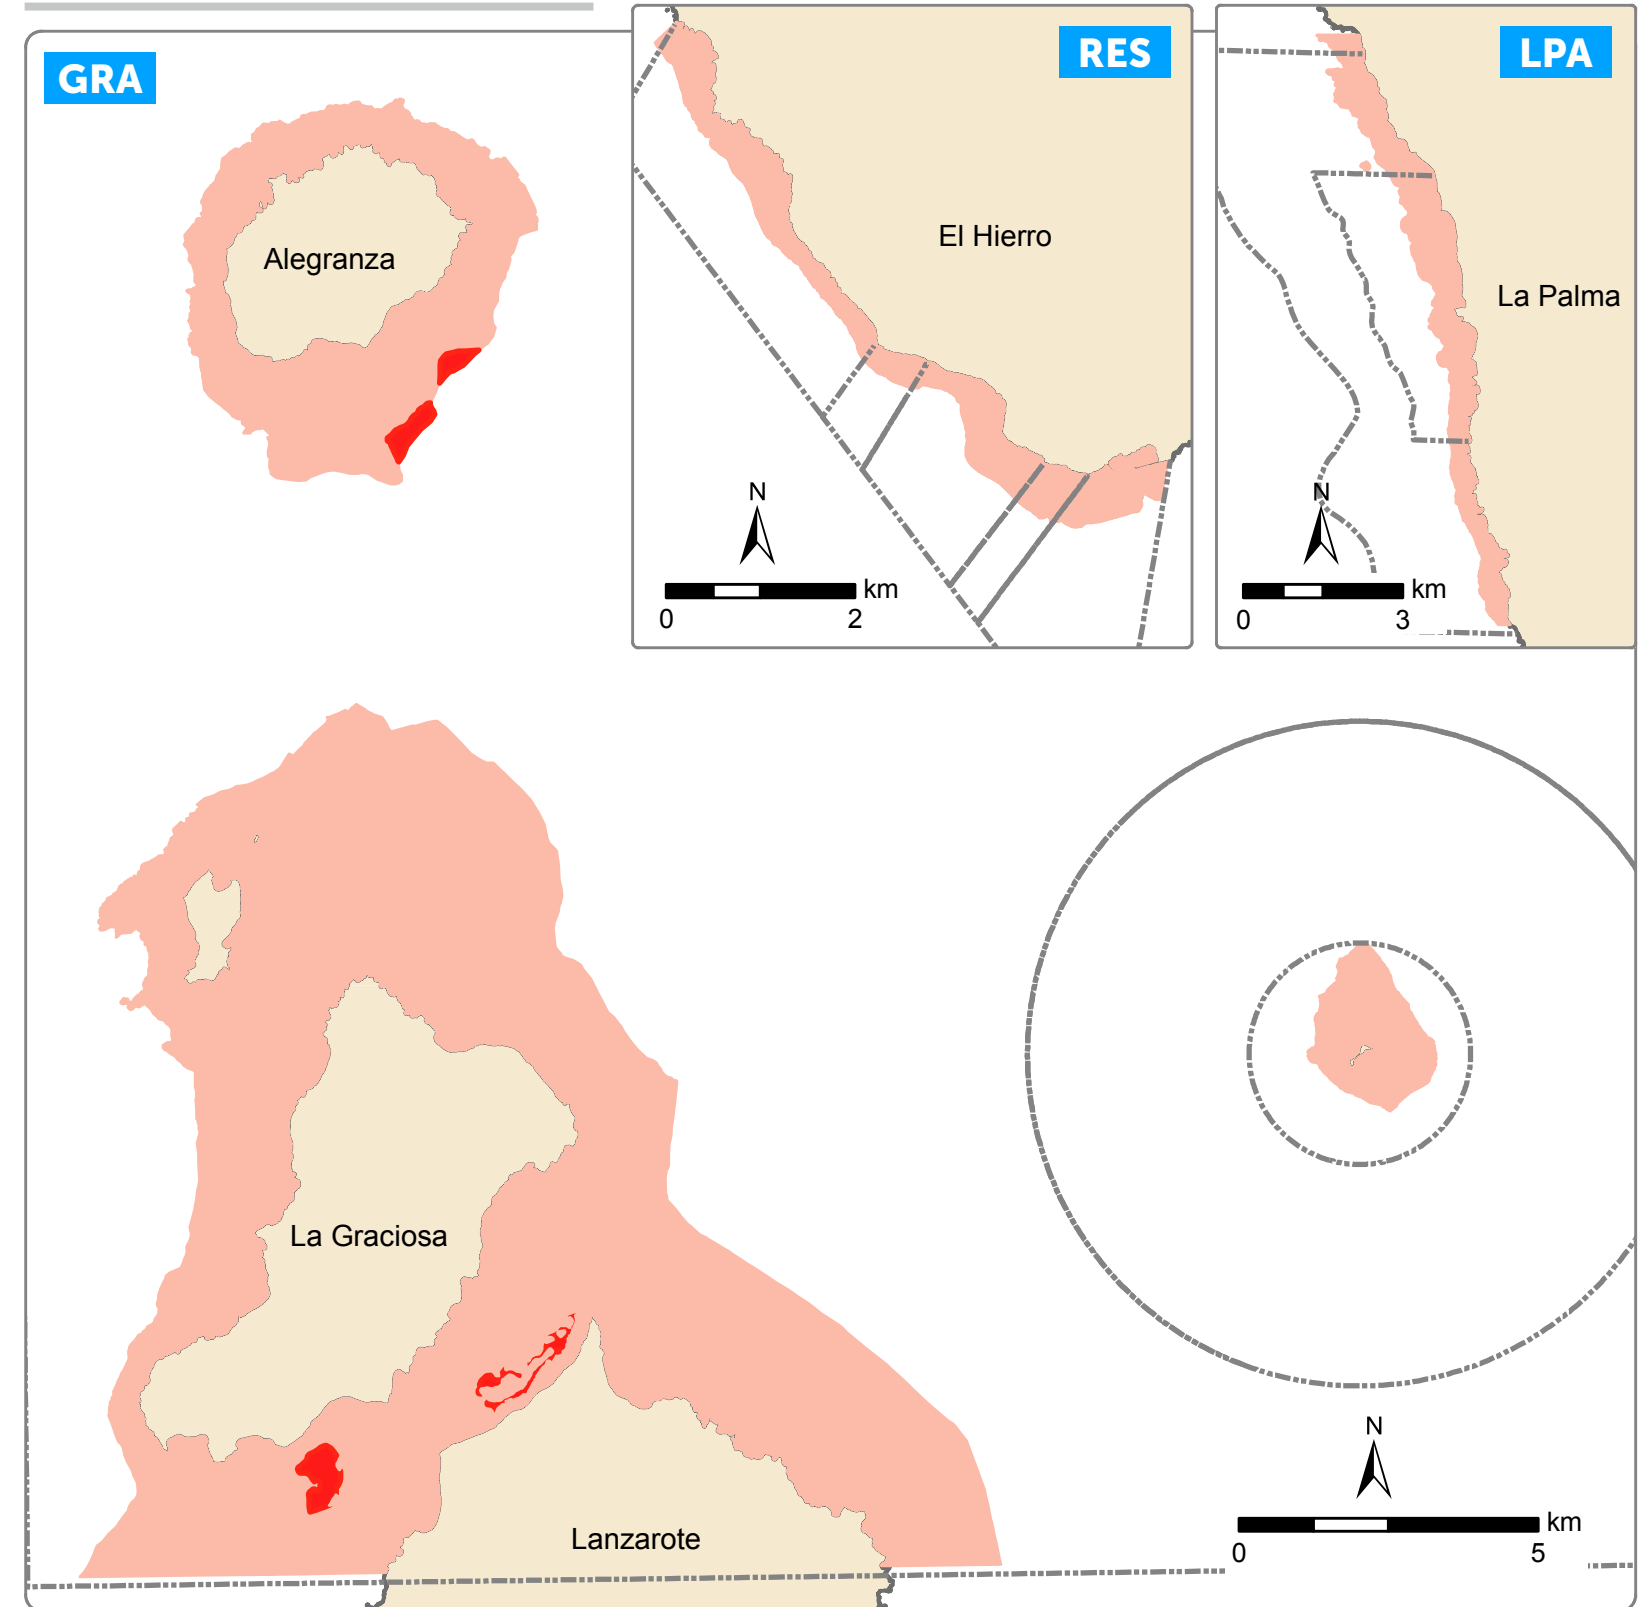 GRA
RES
LPA
Alegranza
El Hierro
La Palma
N
km
0 2
N
km
0 3
La Graciosa
Lanzarote
N
km
0 5